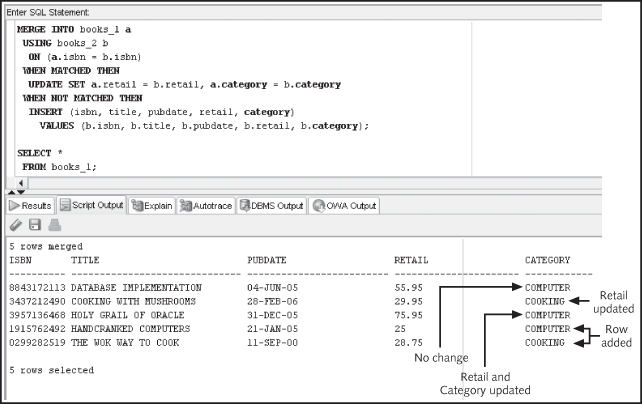 Enter SQL Statement:
MERGE INTO books_1 a
USING books_2 b
ON (a.isbn = b.isbn)
WHEN MATCHED THEN
UPDATE SET a.retail = b.retail, a.category = b.category
WHEN NOT MATCHED THEN
INSERT (isbn, title, pubdate, retail, category)
VALUES (b.isbn, b.title, b.pubdate, b.retail, b.category);
SELECT *
FROM books_1;
Results Script Output Explain Autotrace DBMS Output OWA Output
5 rows merged
ISBN TITLE PUBDATE RETAIL CATEGORY
8843172113 DATABASE IMPLEMENTATION 04-JUN-05 55.95 COMPUTER
3437212490 COOKING WITH MUSHROOMS 28-FEB-06 29.95 COOKING
3957136468 HOLY GRAIL OF ORACLE 31-DEC-05 75.95 COMPUTER
1915762492 HANDCRANKED COMPUTERS 21-JAN-05 25 COMPUTER
0299282519 THE WOK WAY TO COOK 11-SEP-00 28.75 COOKING
5 rows selected
Retail
updated
Row
added
No change
Retail and
Category updated